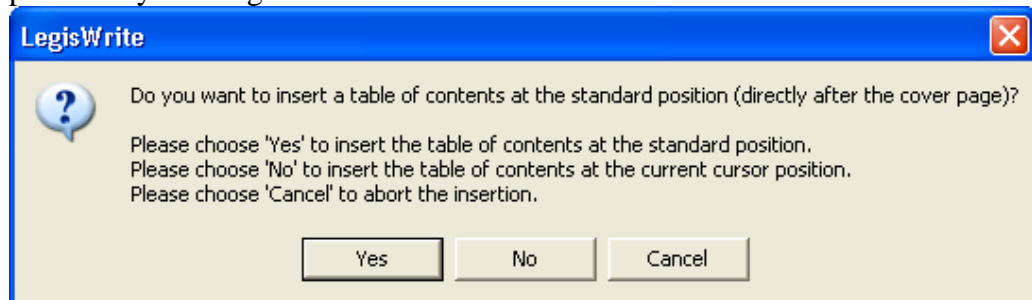 LegisWrite
Do you want to insert a table of contents at the standard position (directly after the cover page)?
Please choose 'Yes' to insert the table of contents at the standard position.
Please choose 'No' to insert the table of contents at the current cursor position.
Please choose 'Cancel' to abort the insertion.
Yes No Cancel